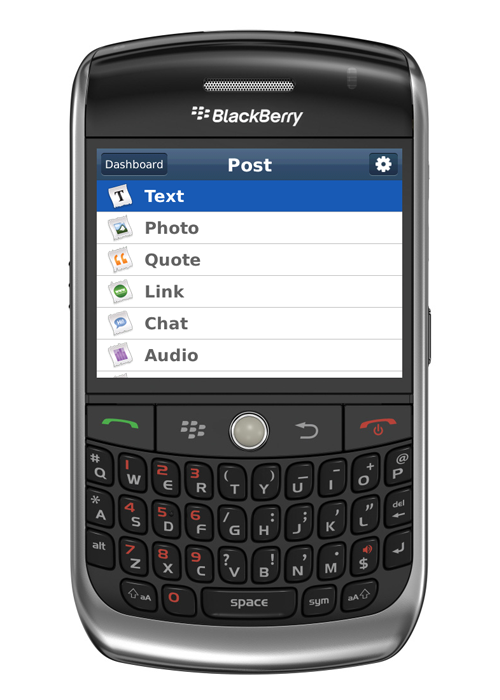 BlackBerry
Dashboard Post
Text
Photo
Quote
Link
Chat
Audio
# Q 1 W 2 E 3 R ( T ) Y _ U - I + O @ P
* A 4 S 5 D 6 F / G : H ; J ' K " L del
alt 7 Z 8 X 9 C ? V ! B , N . M $
aA 0 space sym aA